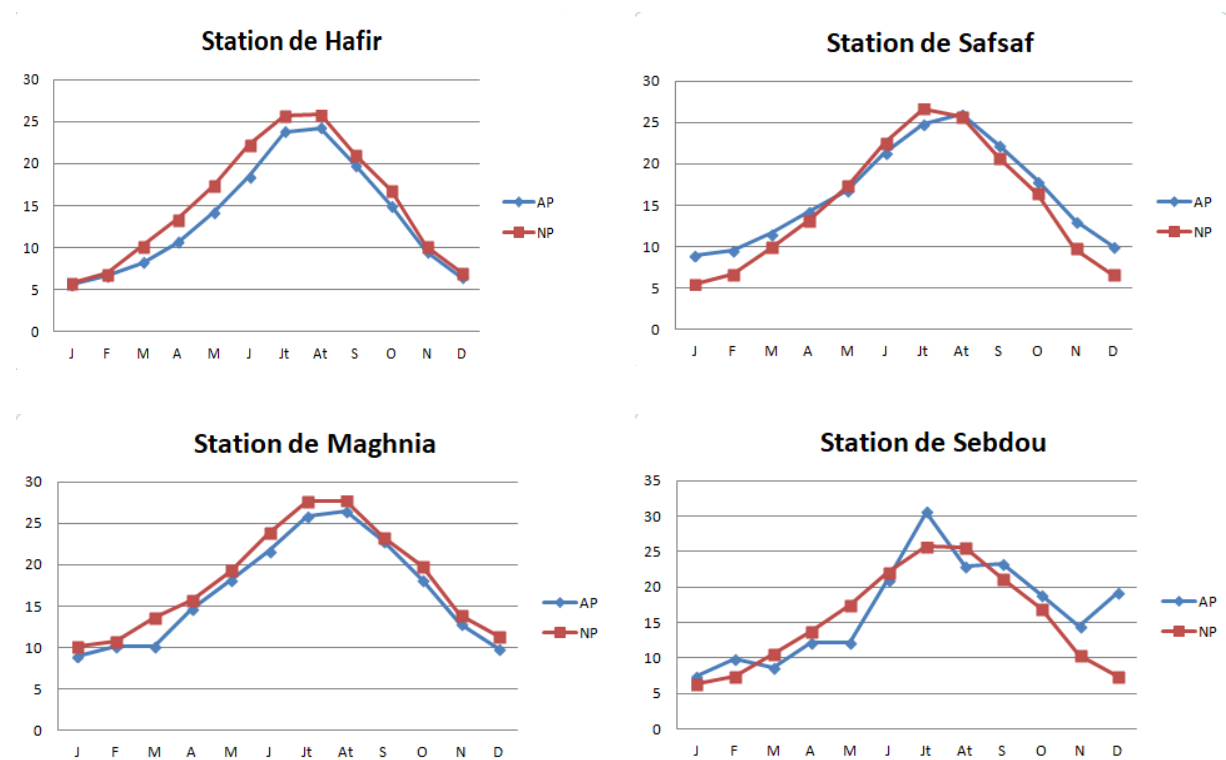 Station de Hafir
30
25
20
15
10
5
0
J F M A M J Jt At S O N D
AP
NP
Station de Safsaf
30
25
20
15
10
5
0
J F M A M J Jt At S O N D
AP
NP
Station de Maghnia
30
25
20
15
10
5
0
J F M A M J Jt At S O N D
AP
NP
Station de Sebdou
35
30
25
20
15
10
5
0
J F M A M J Jt At S O N D
AP
NP